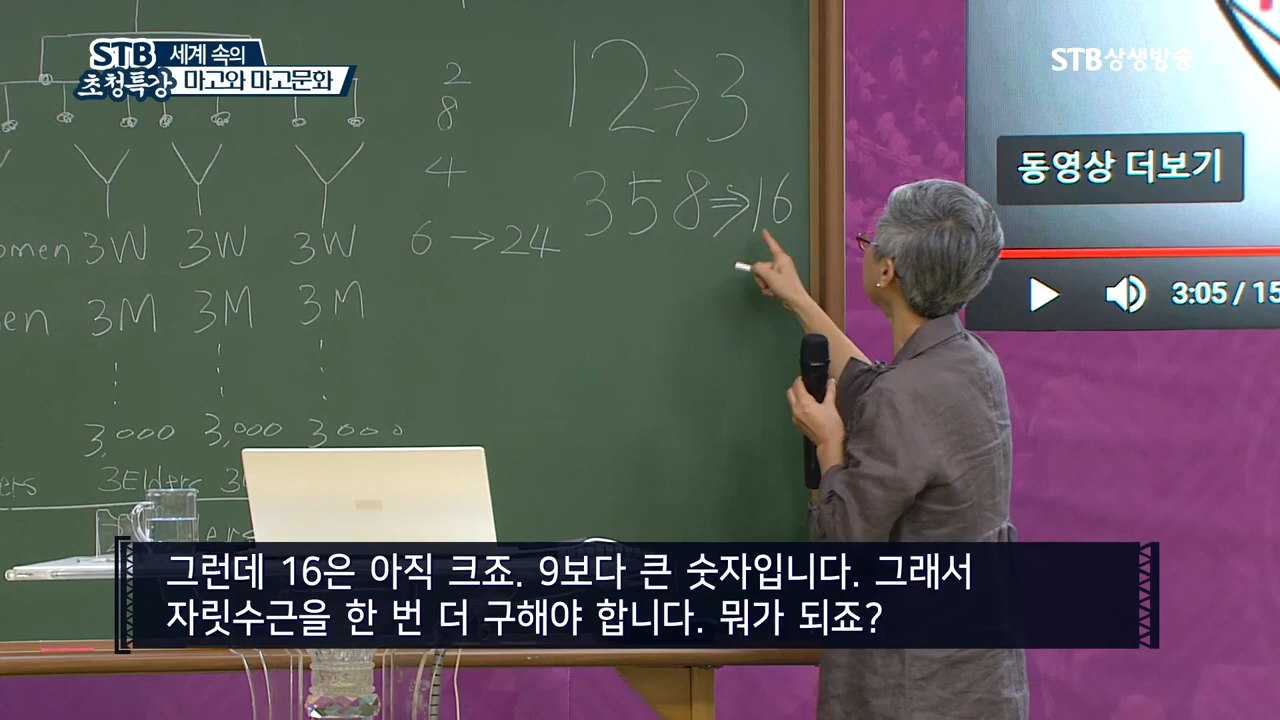 STB 세계 속의
초청특강 마고와 마고문화
STB상생방송
동영상 더보기
3:05 / 15
2
8
4
6 → 24
12 ⇒ 3
358 ⇒ 16
omen 3W 3W 3W
en 3M 3M 3M
3,000 3,000 3000
ers 3Elders 3
ers
그런데 16은 아직 크죠. 9보다 큰 숫자입니다. 그래서
자릿수근을 한 번 더 구해야 합니다. 뭐가 되죠?